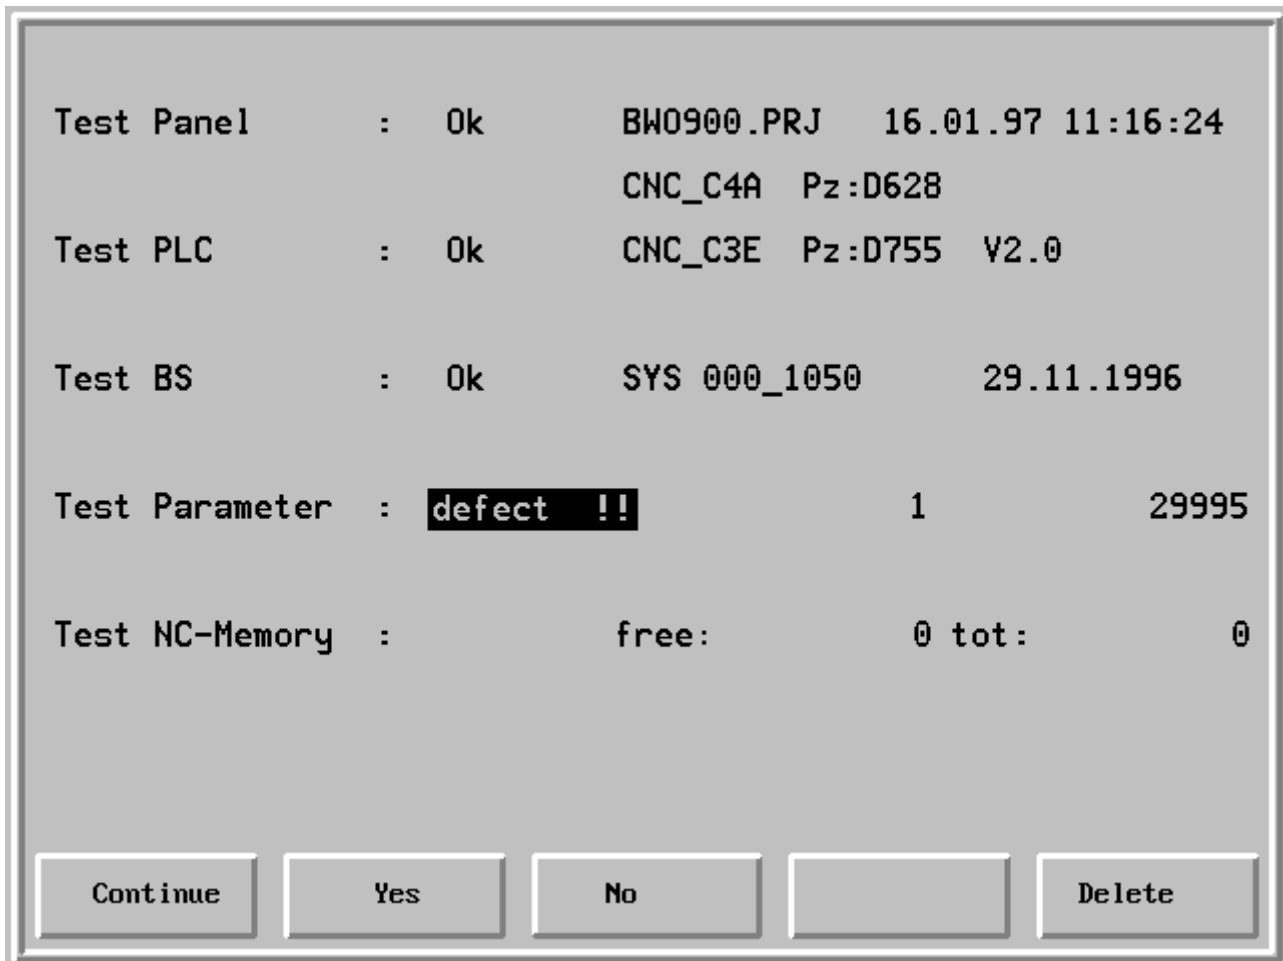 Test Panel : Ok BWO900.PRJ 16.01.97 11:16:24
CNC_C4A Pz:D628
Test PLC : Ok CNC_C3E Pz:D755 V2.0
Test BS : Ok SYS 000_1050 29.11.1996
Test Parameter : defect !! 1 29995
Test NC-Memory : free: 0 tot: 0
Continue Yes No Delete